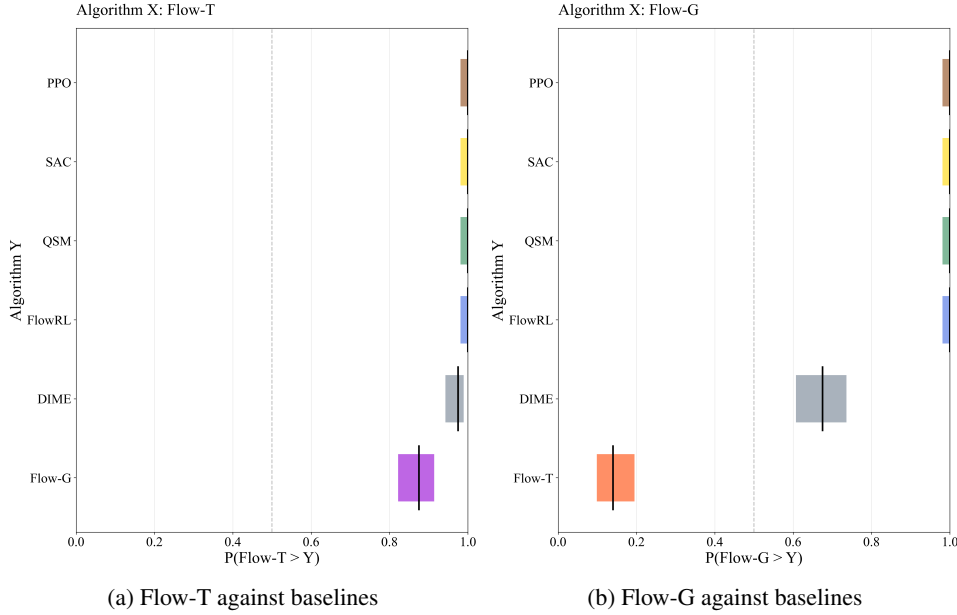 Algorithm X: Flow-T
Algorithm Y
PPO
SAC
QSM
FlowRL
DIME
Flow-G
0.0 0.2 0.4 0.6 0.8 1.0
P(Flow-T > Y)
(a) Flow-T against baselines
Algorithm X: Flow-G
Algorithm Y
PPO
SAC
QSM
FlowRL
DIME
Flow-T
0.0 0.2 0.4 0.6 0.8 1.0
P(Flow-G > Y)
(b) Flow-G against baselines